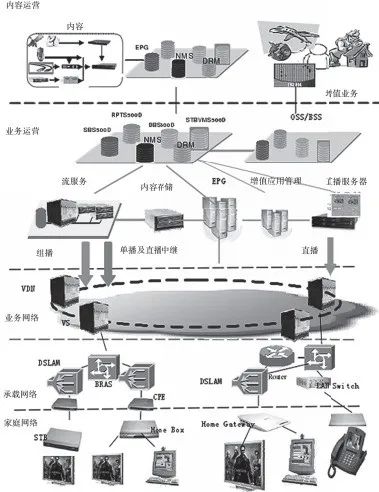 内容运营
内容
EPG
NMS
DRM
增值业务
OSS/BSS
业务运营
RPTS500D
SBS500D
DBS00D
STBVMS500D
NMS
DRM
流服务
内容存储
EPG
增值应用管理
直播服务器
组播
单播及直播中继
直播
VDN
业务网络
VS
DSLAM
BRAS
CPE
DSLAM
Router
LAN Switch
承载网络
家庭网络
STB
Home Box
Home Gateway